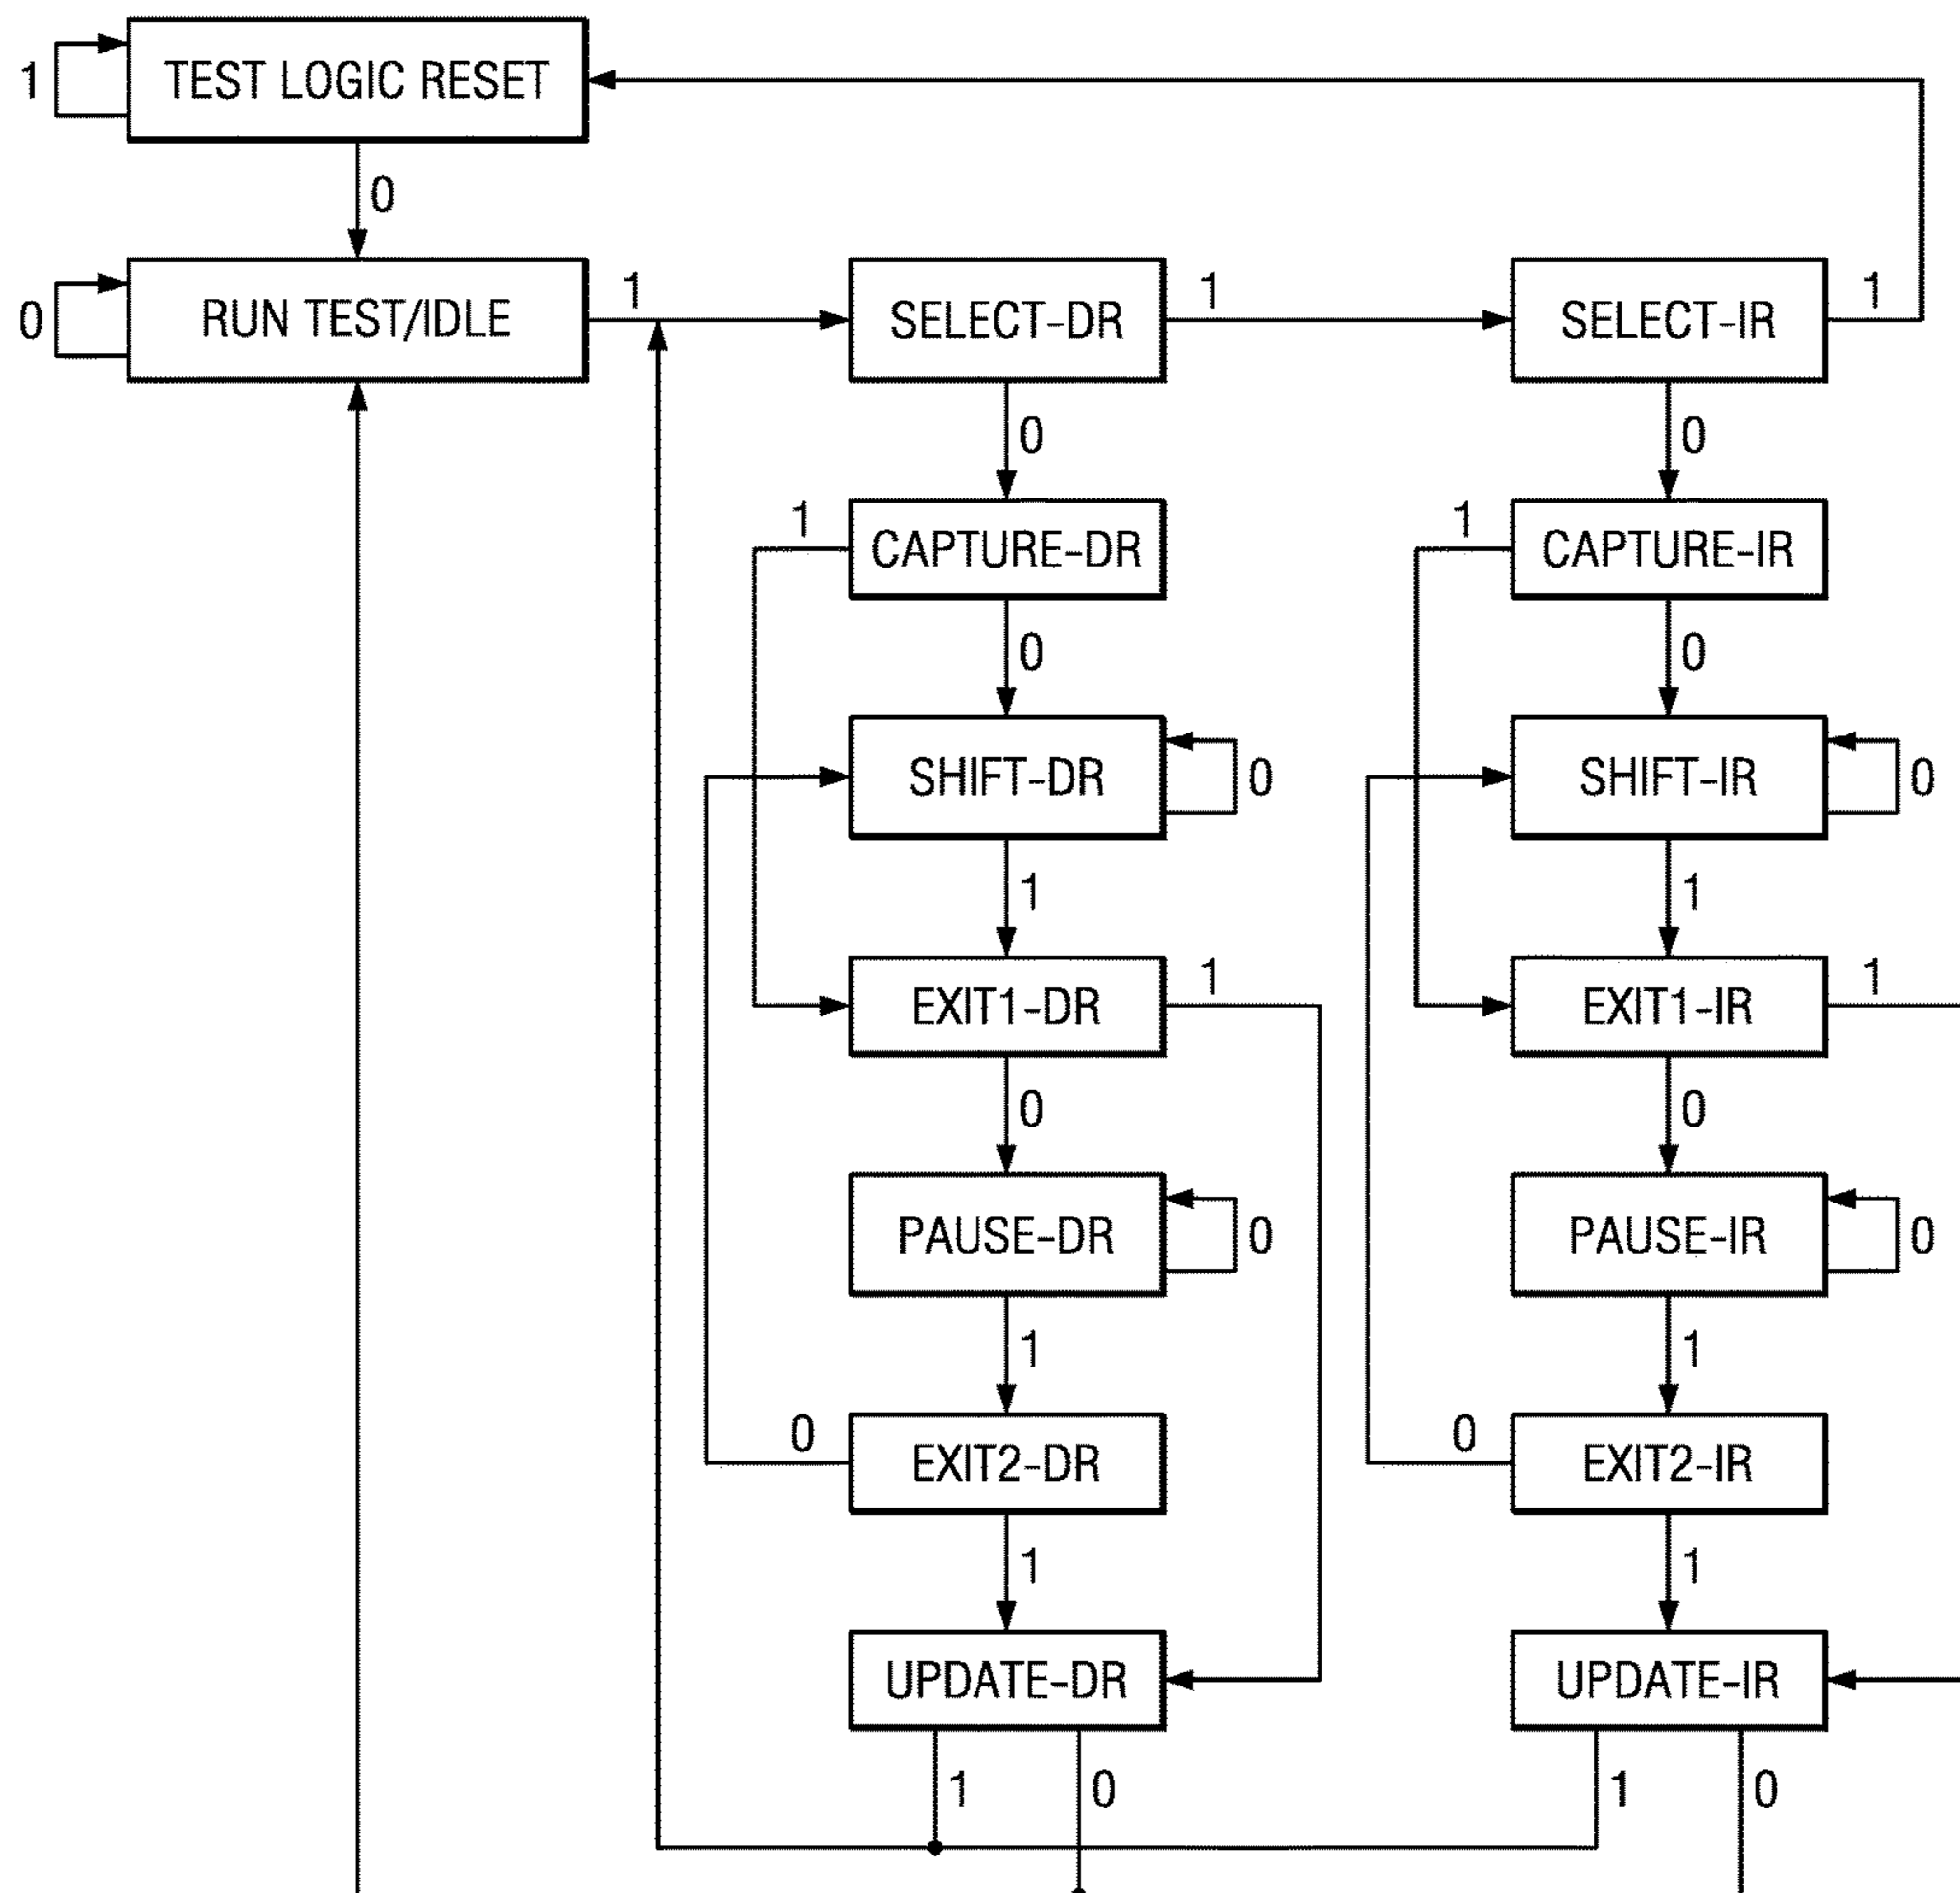 TEST LOGIC RESET
1
0
RUN TEST/IDLE
0
1
SELECT-DR
1
SELECT-IR
1
0
0
1
CAPTURE-DR
1
CAPTURE-IR
0
0
SHIFT-DR
0
SHIFT-IR
0
1
1
EXIT1-DR
1
EXIT1-IR
1
0
0
PAUSE-DR
0
PAUSE-IR
0
1
1
0
EXIT2-DR
0
EXIT2-IR
1
1
UPDATE-DR
UPDATE-IR
1
0
1
0